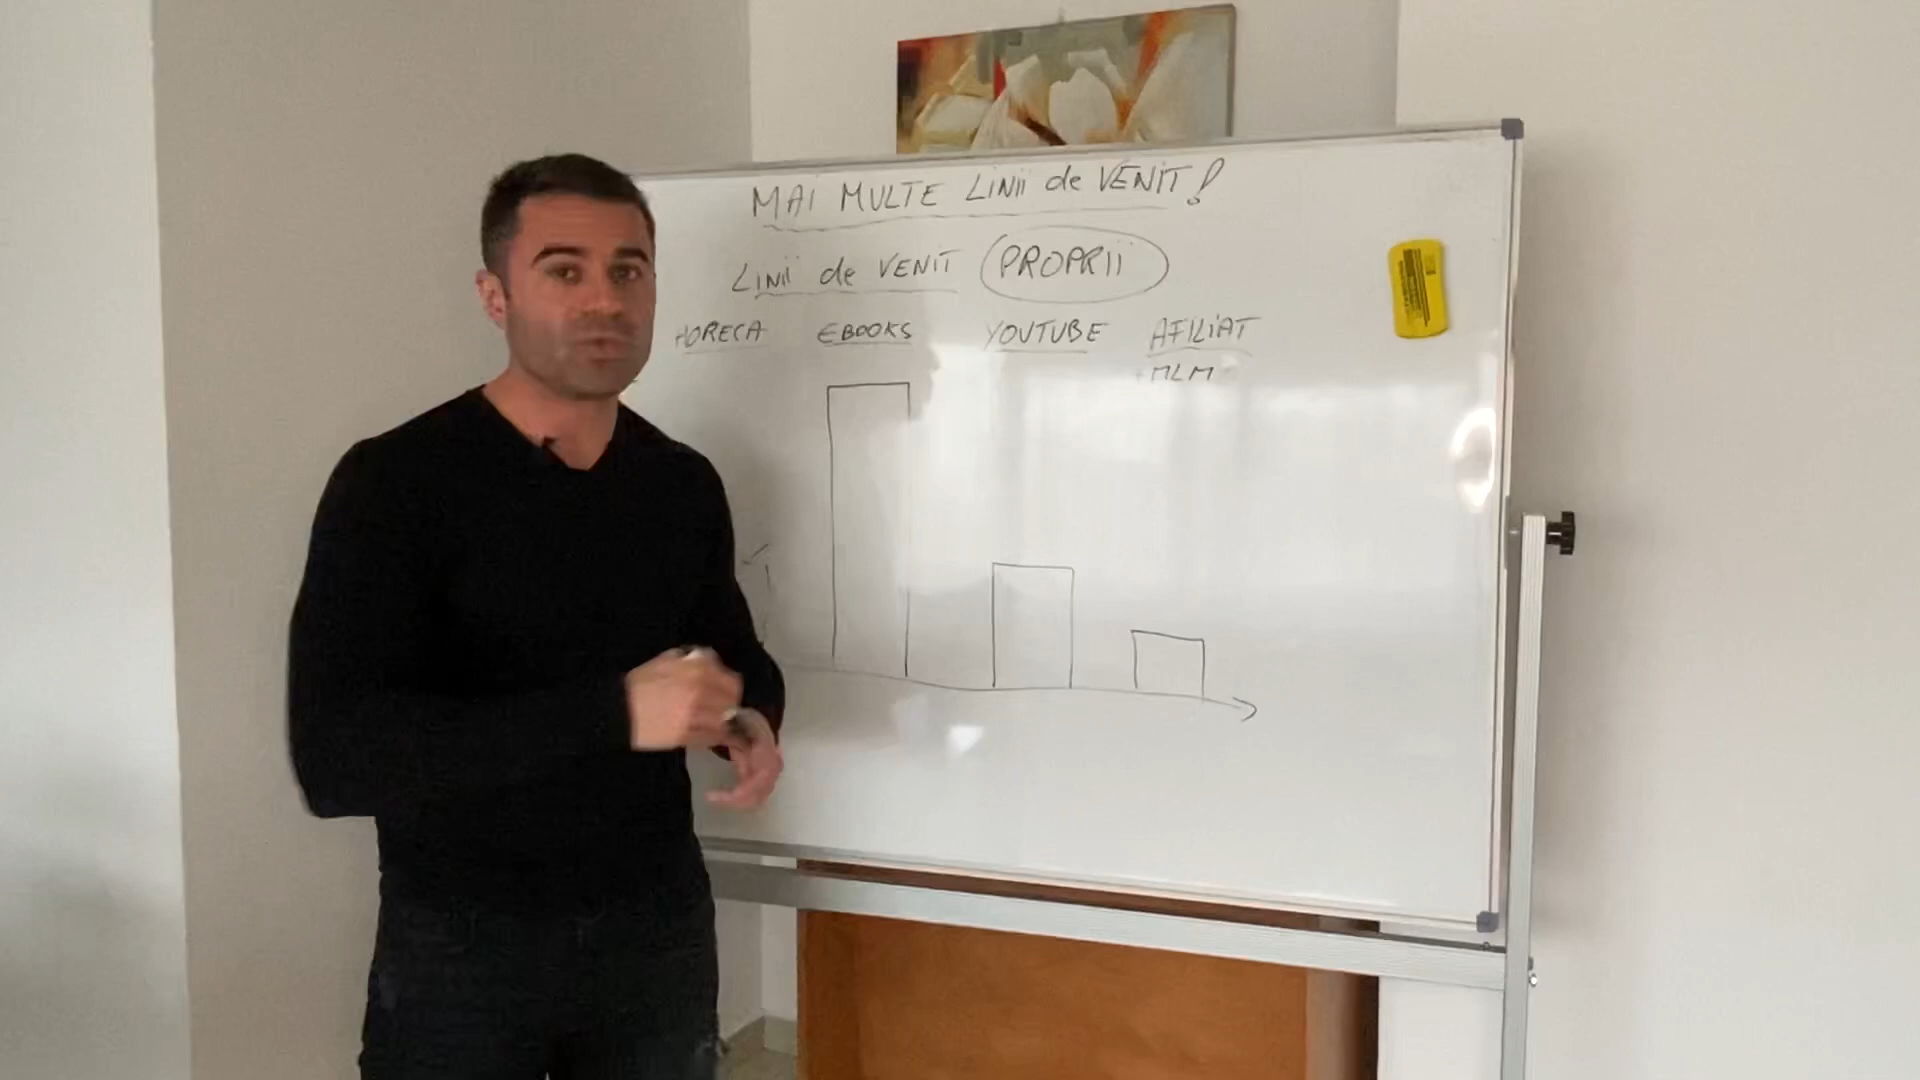 MAI MULTE LINII de VENIT!
LINII de VENIT PROPRII
HORECA EBOOKS YOUTUBE AFILIAT
MLM